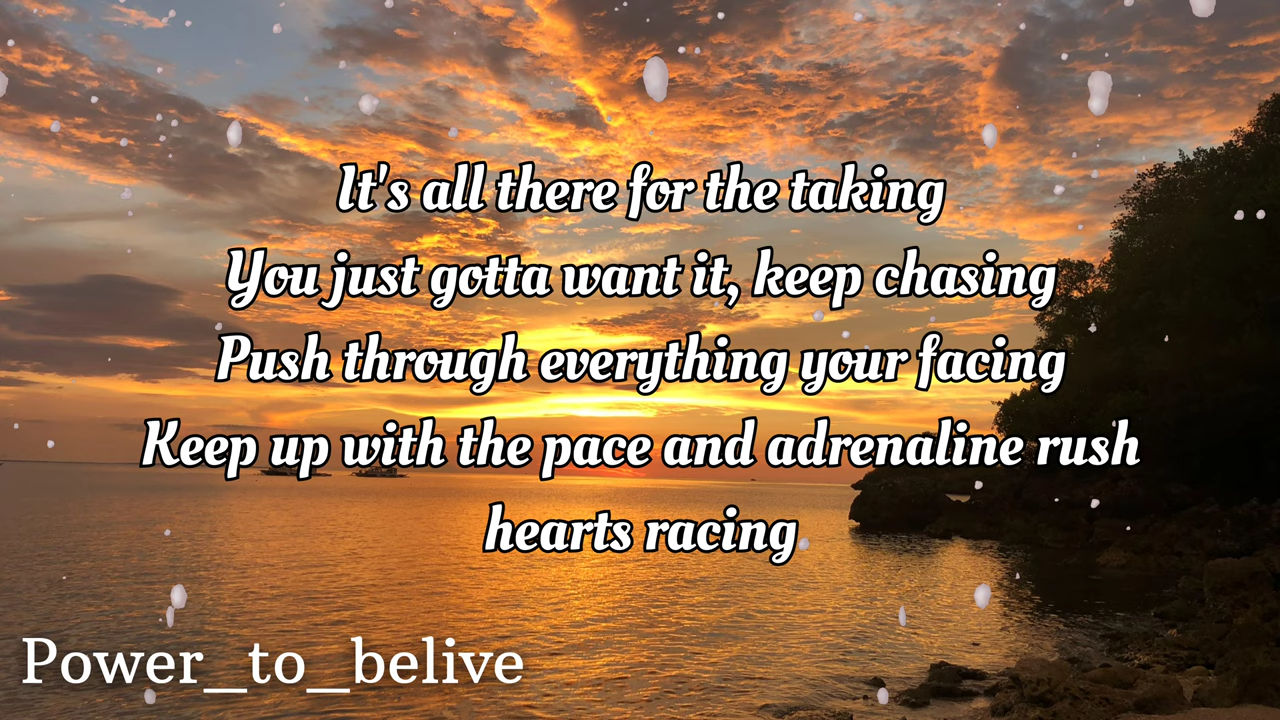 It's all there for the taking
You just gotta want it, keep chasing
Push through everything your facing
Keep up with the pace and adrenaline rush
hearts racing
Power_to_belive